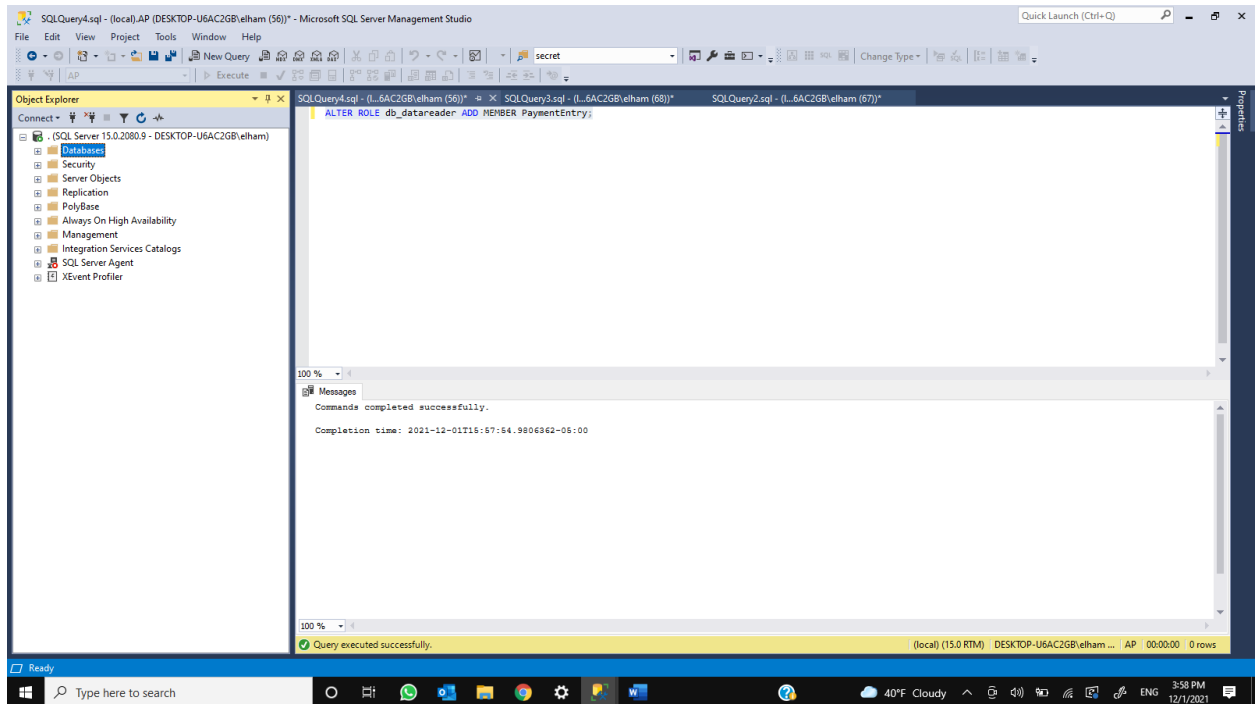 SQLQuery4.sql - (local).AP (DESKTOP-U6AC2GB\elham (56))* - Microsoft SQL Server Management Studio
Quick Launch (Ctrl+Q)
File Edit View Project Tools Window Help
New Query secret Change Type
AP Execute
Object Explorer
SQLQuery4.sql - (l...6AC2GB\elham (56))* SQLQuery3.sql - (l...6AC2GB\elham (68))* SQLQuery2.sql - (l...6AC2GB\elham (67))*
Properties
Connect
ALTER ROLE db_datareader ADD MEMBER PaymentEntry;
. (SQL Server 15.0.2080.9 - DESKTOP-U6AC2GB\elham)
Databases
Security
Server Objects
Replication
PolyBase
Always On High Availability
Management
Integration Services Catalogs
SQL Server Agent
XEvent Profiler
100 %
Messages
Commands completed successfully.
Completion time: 2021-12-01T15:57:54.9806362-05:00
100 %
Query executed successfully.
(local) (15.0 RTM) DESKTOP-U6AC2GB\elham ... AP 00:00:00 0 rows
Ready
Type here to search
40°F Cloudy
ENG
3:58 PM
12/1/2021